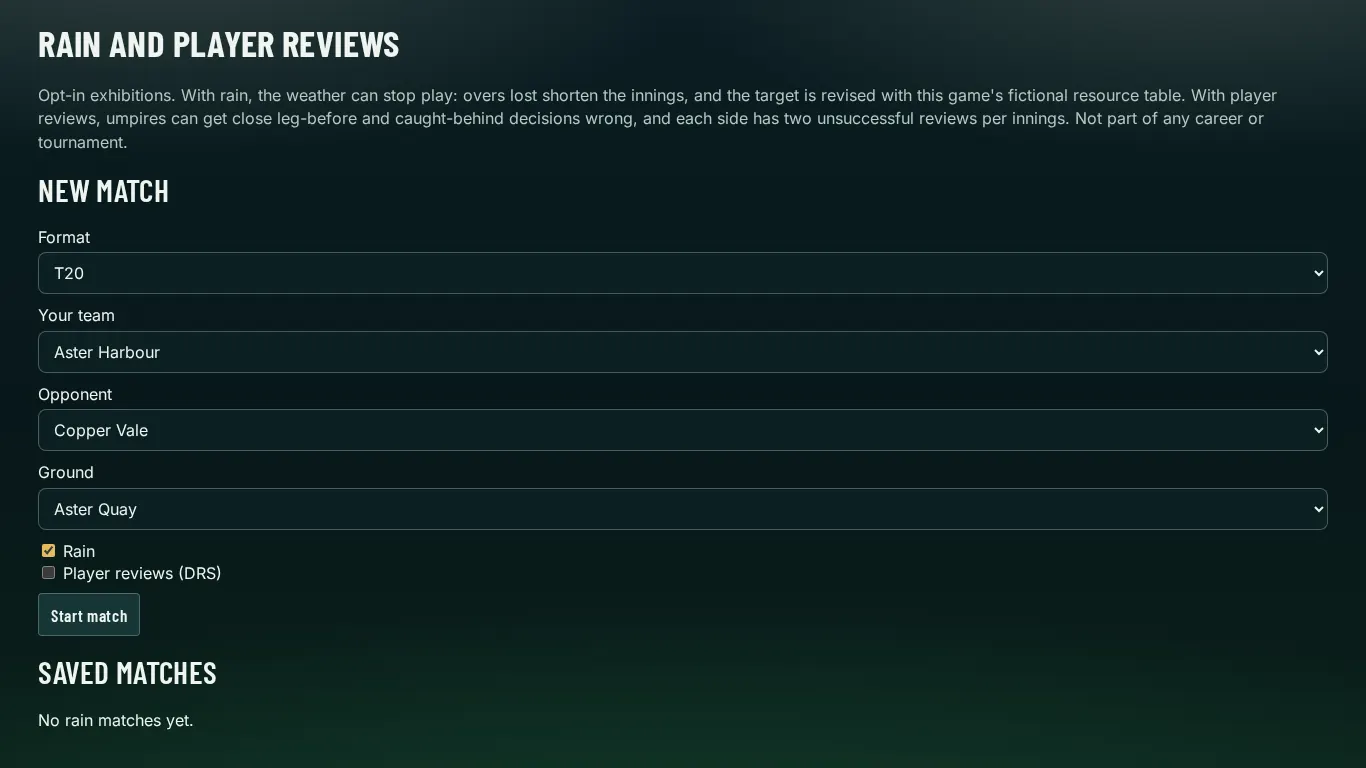 RAIN AND PLAYER REVIEWS
Opt-in exhibitions. With rain, the weather can stop play: overs lost shorten the innings, and the target is revised with this game's fictional resource table. With player
reviews, umpires can get close leg-before and caught-behind decisions wrong, and each side has two unsuccessful reviews per innings. Not part of any career or
tournament.
NEW MATCH
Format
T20
Your team
Aster Harbour
Opponent
Copper Vale
Ground
Aster Quay
Rain
Player reviews (DRS)
Start match
SAVED MATCHES
No rain matches yet.